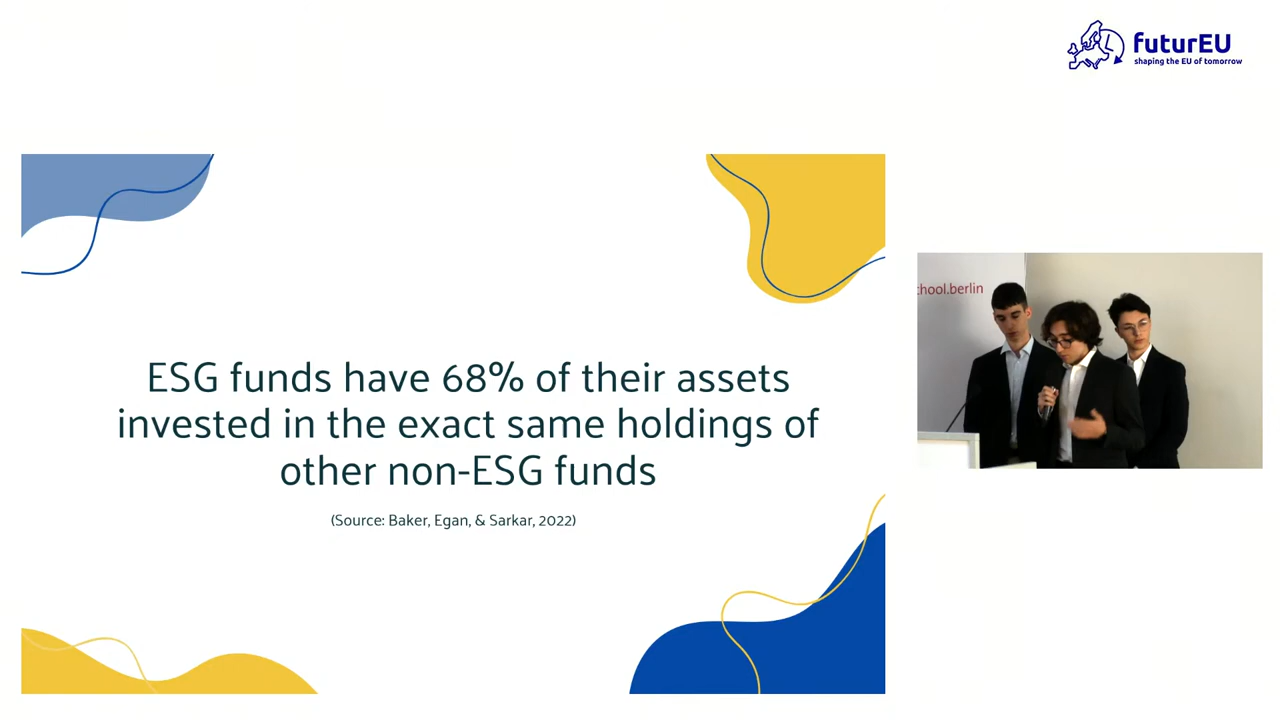 futurEU
shaping the EU of tomorrow
ESG funds have 68% of their assets
invested in the exact same holdings of
other non-ESG funds
(Source: Baker, Egan, & Sarkar, 2022)
chool.berlin